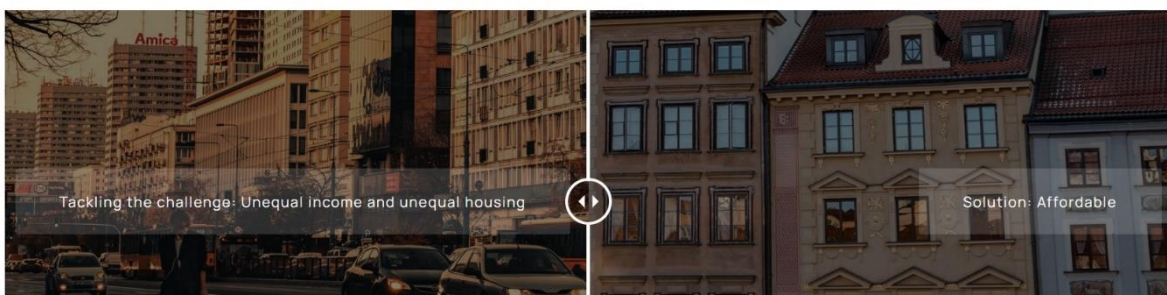 Amica
Tackling the challenge: Unequal income and unequal housing
Solution: Affordable